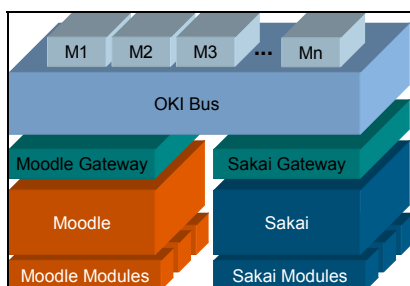 M1 M2 M3 ... Mn
OKI Bus
Moodle Gateway Sakai Gateway
Moodle Sakai
Moodle Modules Sakai Modules